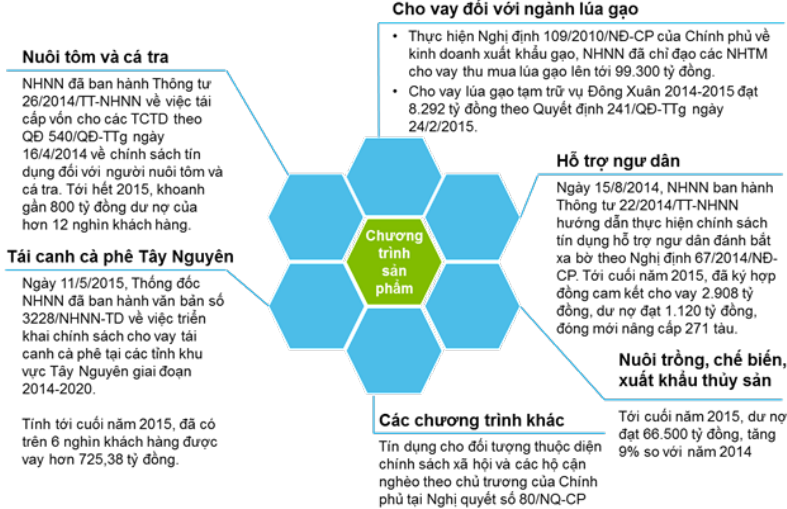 Cho vay đối với ngành lúa gạo
• Thực hiện Nghị định 109/2010/NĐ-CP của Chính phủ về
kinh doanh xuất khẩu gạo, NHNN đã chỉ đạo các NHTM
cho vay thu mua lúa gạo lên tới 99.300 tỷ đồng.
• Cho vay lúa gạo tạm trữ vụ Đông Xuân 2014-2015 đạt
8.292 tỷ đồng theo Quyết định 241/QĐ-TTg ngày
24/2/2015.
Nuôi tôm và cá tra
NHNN đã ban hành Thông tư
26/2014/TT-NHNN về việc tái
cấp vốn cho các TCTD theo
QĐ 540/QĐ-TTg ngày
16/4/2014 về chính sách tín
dụng đối với người nuôi tôm và
cá tra. Tới hết 2015, khoanh
gần 800 tỷ đồng dư nợ của
hơn 12 nghìn khách hàng.
Hỗ trợ ngư dân
Ngày 15/8/2014, NHNN ban hành
Thông tư 22/2014/TT-NHNN
hướng dẫn thực hiện chính sách
tín dụng hỗ trợ ngư dân đánh bắt
xa bờ theo Nghị định 67/2014/NĐ-
CP. Tới cuối năm 2015, đã ký hợp
đồng cam kết cho vay 2.908 tỷ
đồng, dư nợ đạt 1.120 tỷ đồng,
đóng mới nâng cấp 271 tàu.
Chương
trình
sản
phẩm
Tái canh cà phê Tây Nguyên
Ngày 11/5/2015, Thống đốc
NHNN đã ban hành văn bản số
3228/NHNN-TD về việc triển
khai chính sách cho vay tái
canh cà phê tại các tỉnh khu
vực Tây Nguyên giai đoạn
2014-2020.
Tính tới cuối năm 2015, đã có
trên 6 nghìn khách hàng được
vay hơn 725,38 tỷ đồng.
Nuôi trồng, chế biến,
xuất khẩu thủy sản
Tới cuối năm 2015, dư nợ
đạt 66.500 tỷ đồng, tăng
9% so với năm 2014
Các chương trình khác
Tín dụng cho đối tượng thuộc diện
chính sách xã hội và các hộ cận
nghèo theo chủ trương của Chính
phủ tại Nghị quyết số 80/NQ-CP